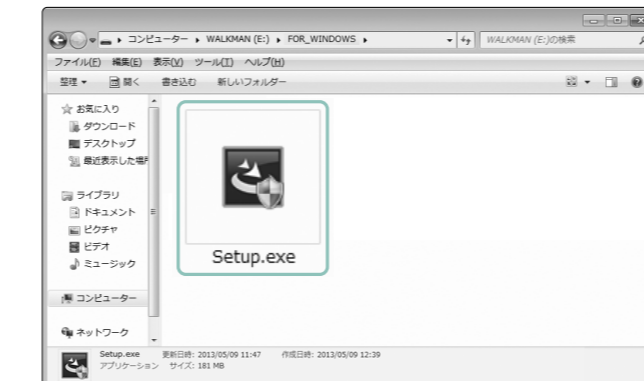 コンピューター ▸ WALKMAN (E:) ▸ FOR_WINDOWS ▸
WALKMAN (E:)の検索
ファイル(F) 編集(E) 表示(V) ツール(T) ヘルプ(H)
整理 ▾ 開く 書き込む 新しいフォルダー
お気に入り
ダウンロード
デスクトップ
最近表示した場所
ライブラリ
ドキュメント
ピクチャ
ビデオ
ミュージック
コンピューター
ネットワーク
Setup.exe
Setup.exe 更新日時: 2013/05/09 11:47 作成日時: 2013/05/09 12:39
アプリケーション サイズ: 181 MB